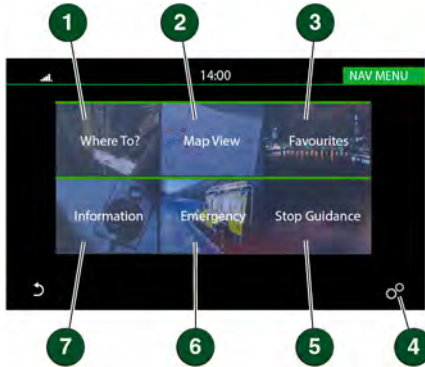 1 2 3
14:00 NAV MENU
Where To? Map View Favourites
Information Emergency Stop Guidance
7 6 5 4